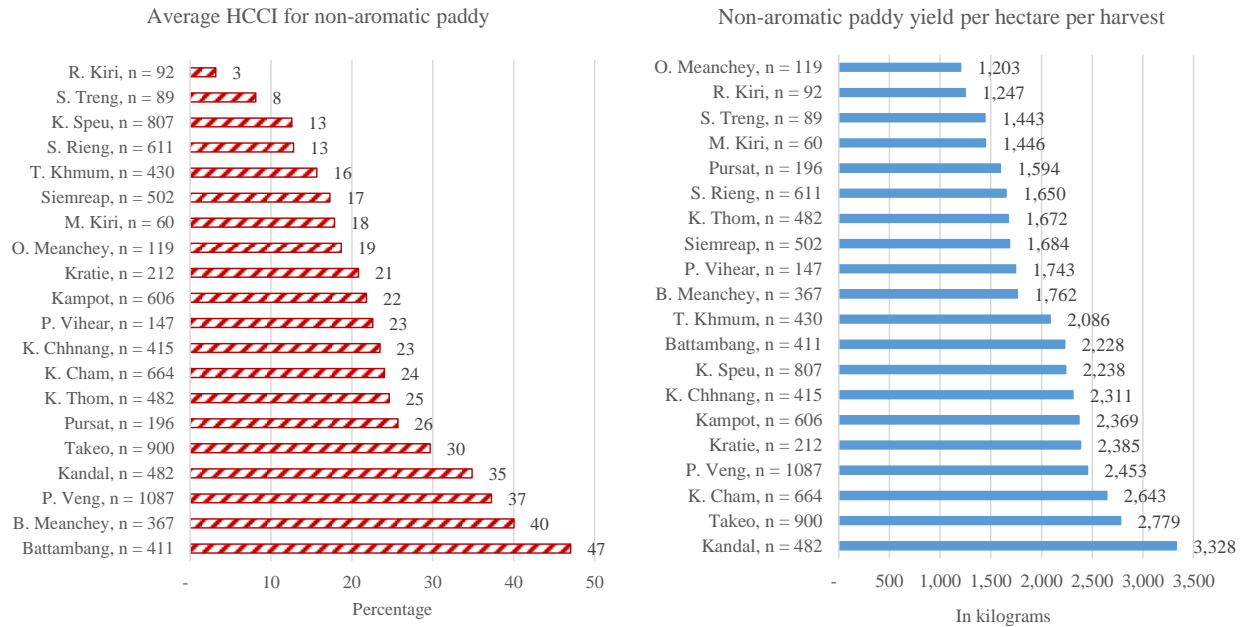 Average HCCI for non-aromatic paddy
R. Kiri, n = 92 3
S. Treng, n = 89 8
K. Speu, n = 807 13
S. Rieng, n = 611 13
T. Khmum, n = 430 16
Siemreap, n = 502 17
M. Kiri, n = 60 18
O. Meanchey, n = 119 19
Kratie, n = 212 21
Kampot, n = 606 22
P. Vihear, n = 147 23
K. Chhnang, n = 415 23
K. Cham, n = 664 24
K. Thom, n = 482 25
Pursat, n = 196 26
Takeo, n = 900 30
Kandal, n = 482 35
P. Veng, n = 1087 37
B. Meanchey, n = 367 40
Battambang, n = 411 47
- 10 20 30 40 50
Percentage
Non-aromatic paddy yield per hectare per harvest
O. Meanchey, n = 119 1,203
R. Kiri, n = 92 1,247
S. Treng, n = 89 1,443
M. Kiri, n = 60 1,446
Pursat, n = 196 1,594
S. Rieng, n = 611 1,650
K. Thom, n = 482 1,672
Siemreap, n = 502 1,684
P. Vihear, n = 147 1,743
B. Meanchey, n = 367 1,762
T. Khmum, n = 430 2,086
Battambang, n = 411 2,228
K. Speu, n = 807 2,238
K. Chhnang, n = 415 2,311
Kampot, n = 606 2,369
Kratie, n = 212 2,385
P. Veng, n = 1087 2,453
K. Cham, n = 664 2,643
Takeo, n = 900 2,779
Kandal, n = 482 3,328
- 500 1,000 1,500 2,000 2,500 3,000 3,500
In kilograms